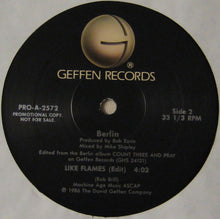 GEFFEN RECORDS
PRO-A-2572
PROMOTIONAL COPY.
NOT FOR SALE.
Side 2
33 1/3 RPM
Berlin
Produced by Bob Ezrin
Mixed by Mike Shipley
Edited from the Berlin album COUNT THREE AND PRAY
on Geffen Records (GHS 24121)
LIKE FLAMES (Edit) 4:02
(Rob Brill)
Machine Age Music ASCAP
© 1986 The David Geffen Company